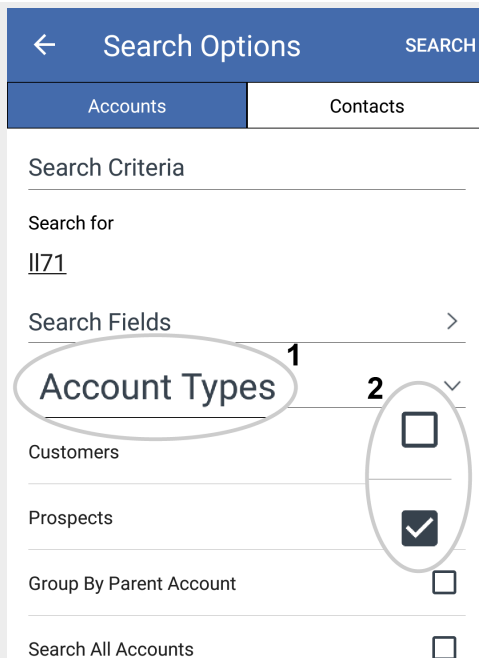 Search Options SEARCH
Accounts Contacts
Search Criteria
Search for
ll71
Search Fields
1
Account Types
2
Customers
Prospects
Group By Parent Account
Search All Accounts